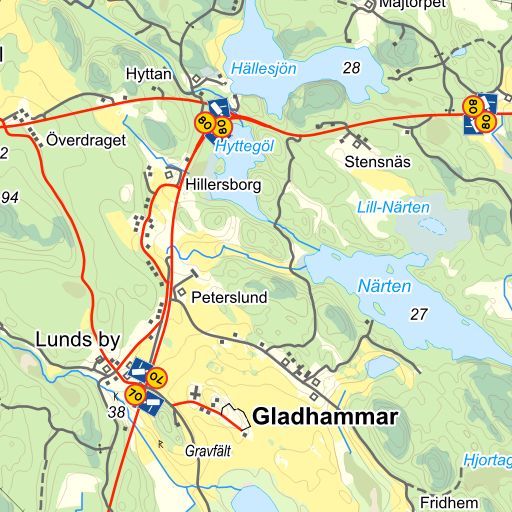 Majtorpet
Hällesjön
28
Hyttan
80
80
80
80
Överdraget
Hyttegöl
Stensnäs
2
94
Hillersborg
Lill-Närten
Närten
27
Peterslund
Lunds by
70
70
38
Gladhammar
Gravfält
R
Hjortag
Fridhem